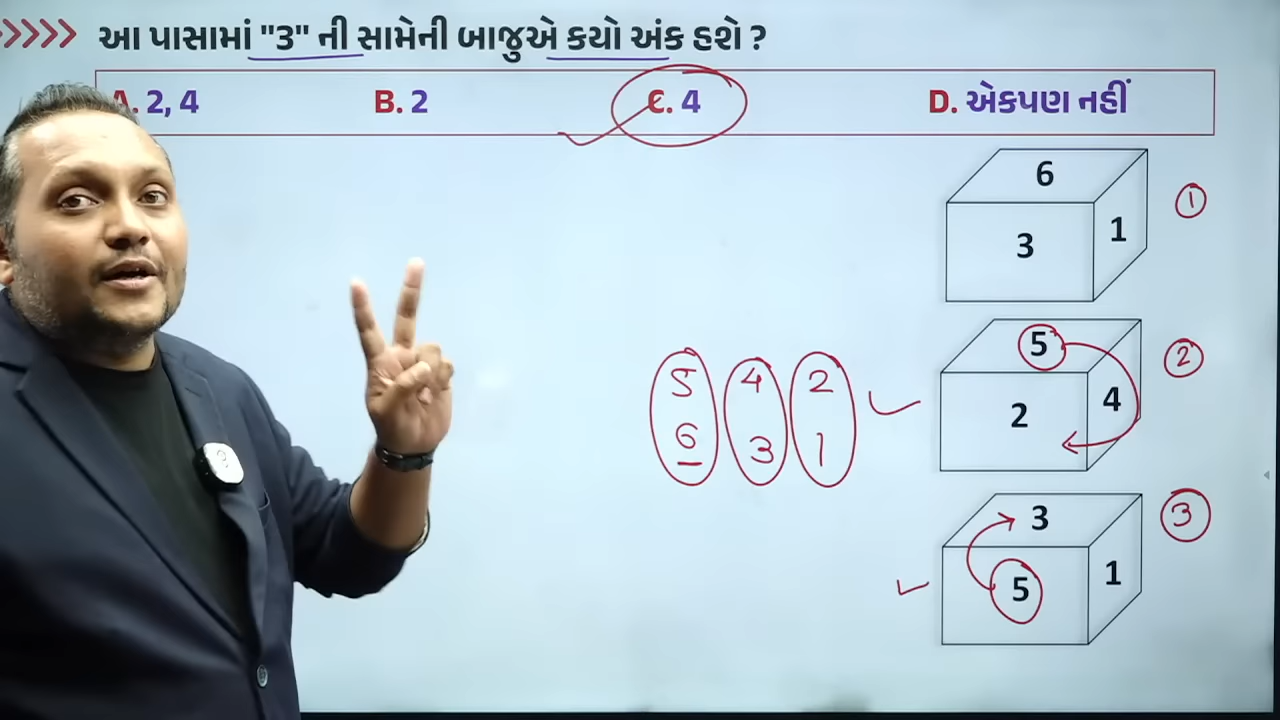 આ પાસામાં "3" ની સામેની બાજુએ કયો અંક હશે ?
A. 2, 4 B. 2 C. 4 D. એકપણ નહીં
6
3 1
1
5
2 4
2
5 4 2
6 3 1
3
5 1
3